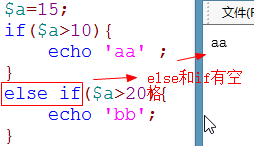 $a=15;
文件(F
if($a>10){
echo 'aa' ;
aa
}
else if($a>20){
else和if有空
格
echo 'bb';
}